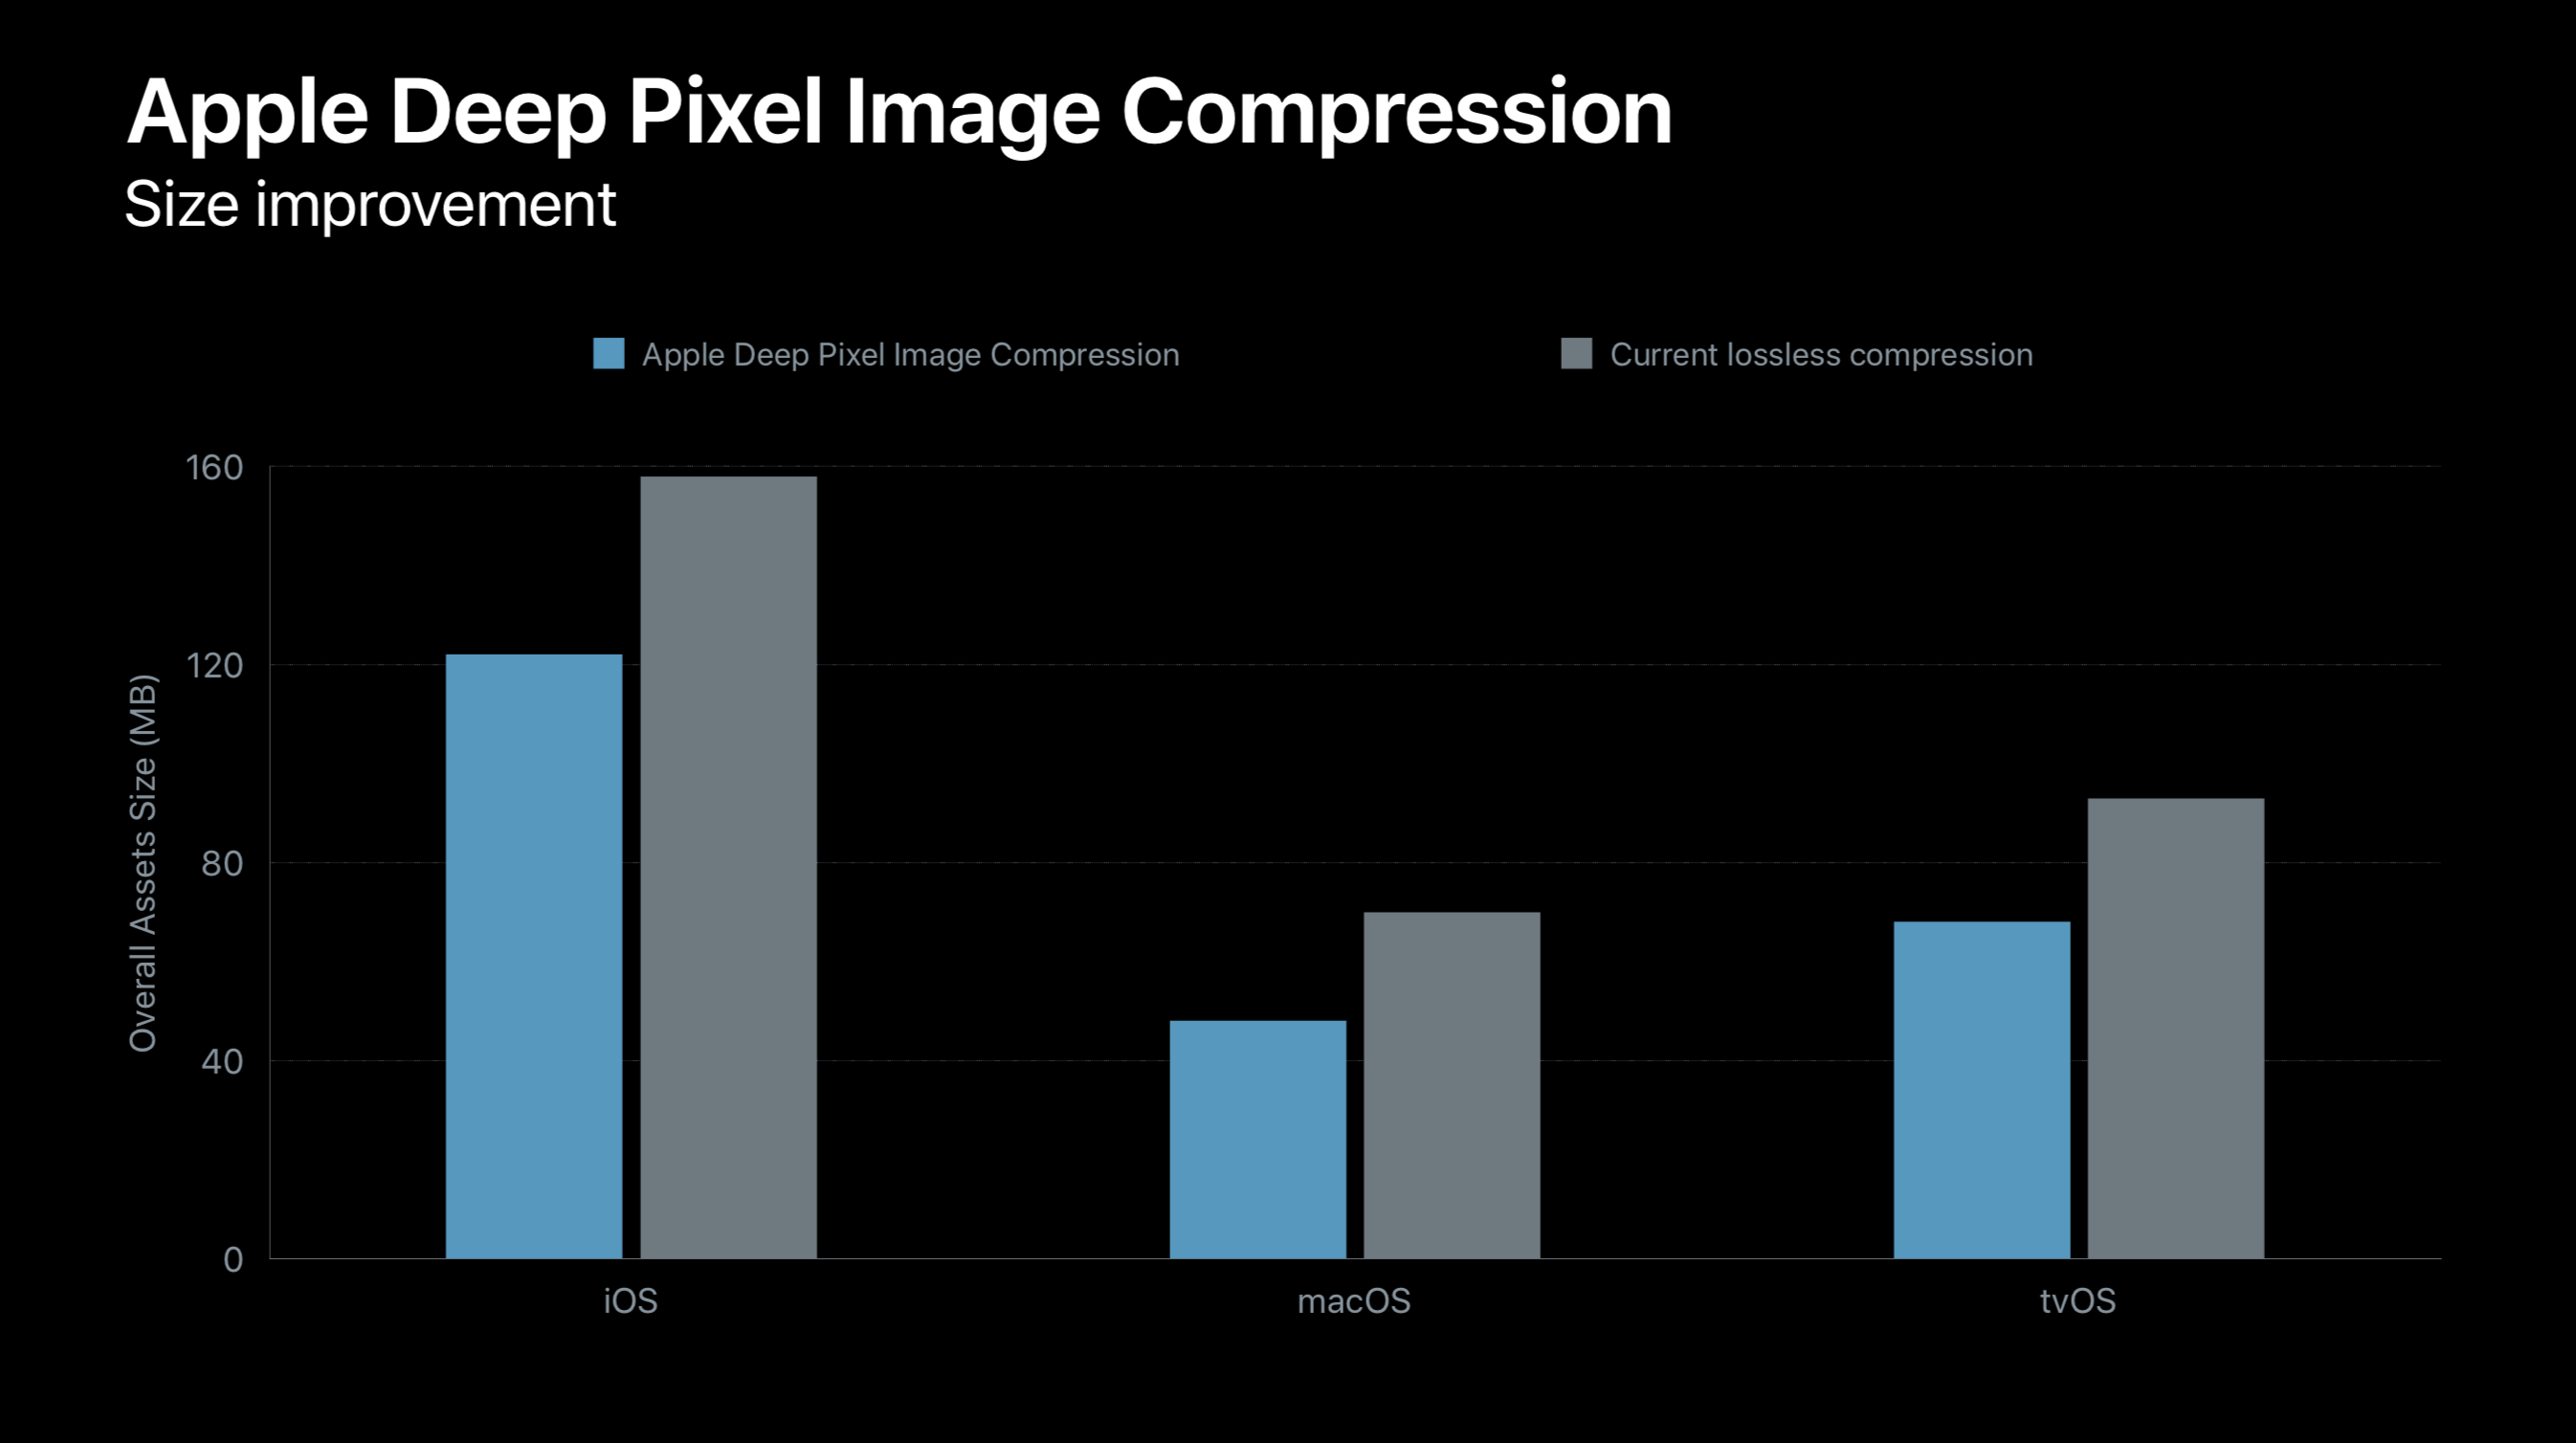 Apple Deep Pixel Image Compression
Size improvement
Apple Deep Pixel Image Compression
Current lossless compression
Overall Assets Size (MB)
160
120
80
40
0
iOS
macOS
tvOS